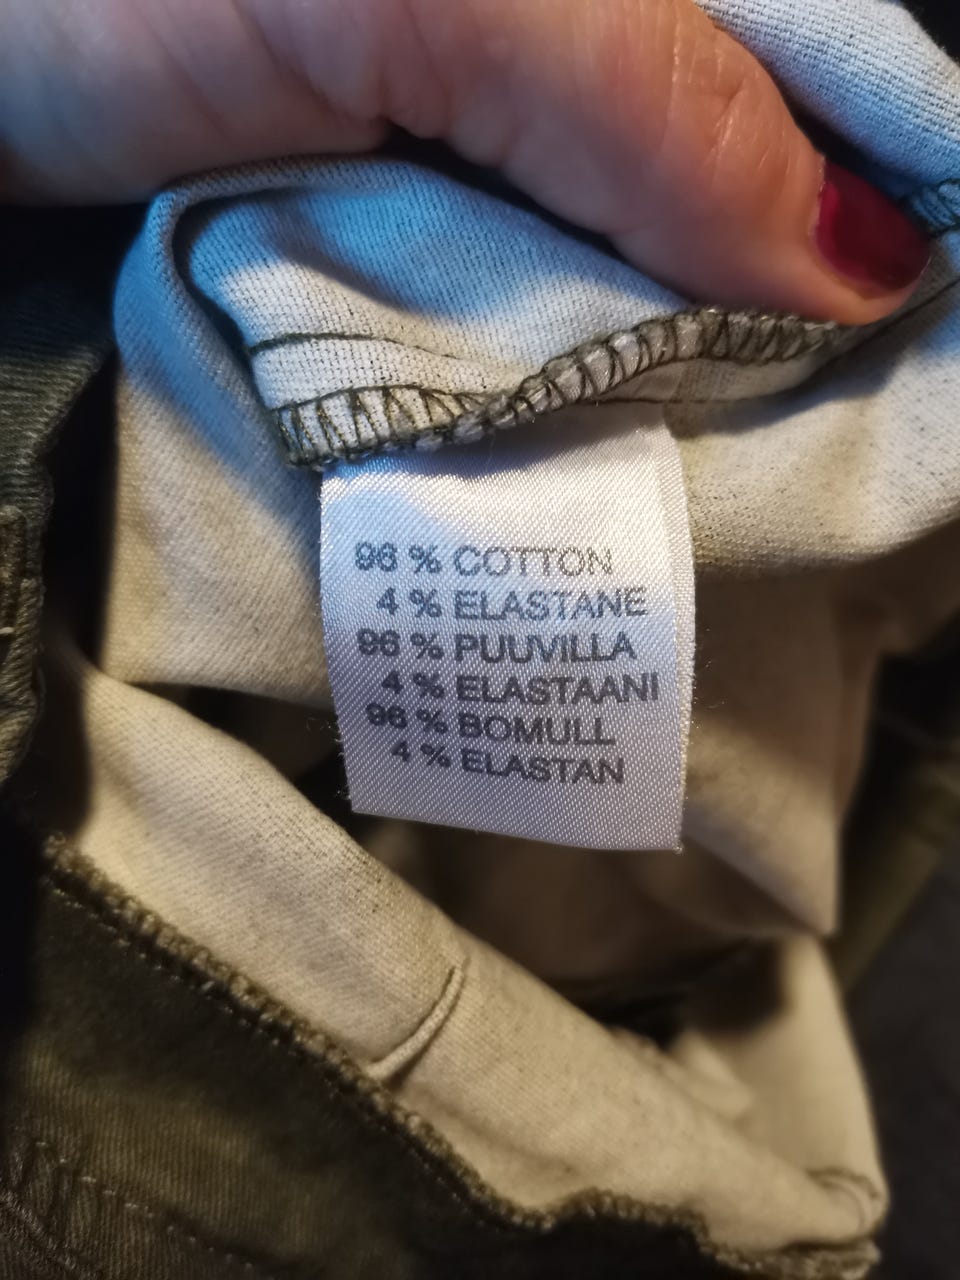 96 % COTTON
4 % ELASTANE
96 % PUUVILLA
4 % ELASTAANI
96 % BOMULL
4 % ELASTAN